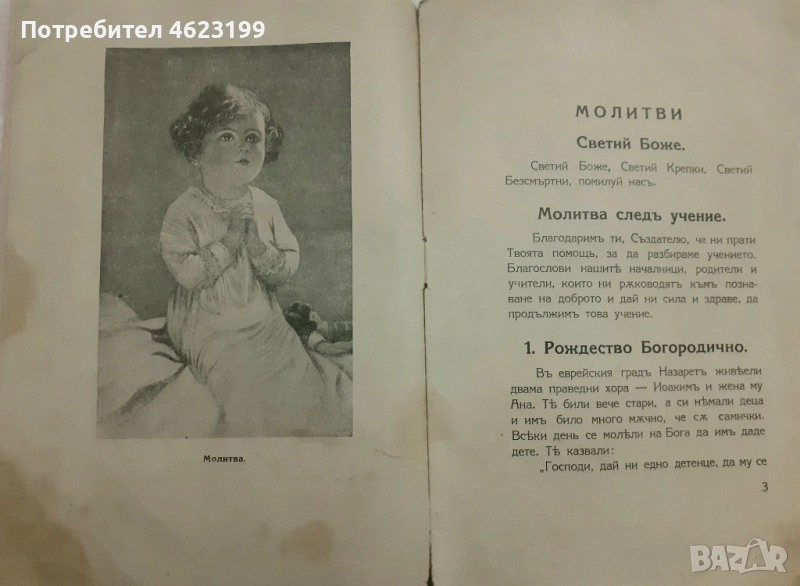 Потребител 4623199
Молитва.
МОЛИТВИ
Светий Боже.
Светий Боже, Светий Крепки, Светий
Безсмъртни, помилуй насъ.
Молитва следъ учение.
Благодаримъ ти, Създателю, че ни прати
Твоята помощь, за да разбираме учението.
Благослови нашитѣ началници, родители и
учители, които ни рѫководятъ къмъ позна-
ване на доброто и дай ни сила и здраве, да
продължимъ това учение.
1. Рождество Богородично.
Въ еврейския градъ Назаретъ живѣели
двама праведни хора — Иоакимъ и жена му
Ана. Тѣ били вече стари, а си нѣмали деца
и имъ било много мѫчно, че сѫ самички.
Всѣки день се молѣли на Бога да имъ даде
дете. Тѣ казвали:
„Господи, дай ни едно детенце, да му се
3
BAZAR